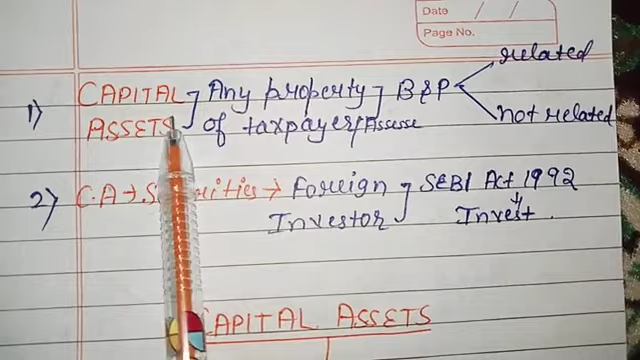 Date / /
Page No.
related
1) CAPITAL Any property B&P
ASSETS of taxpayer/Assesse
not related
2) C.A → Foreign SEBI Act 1992
Investor Invest.
CAPITAL ASSETS